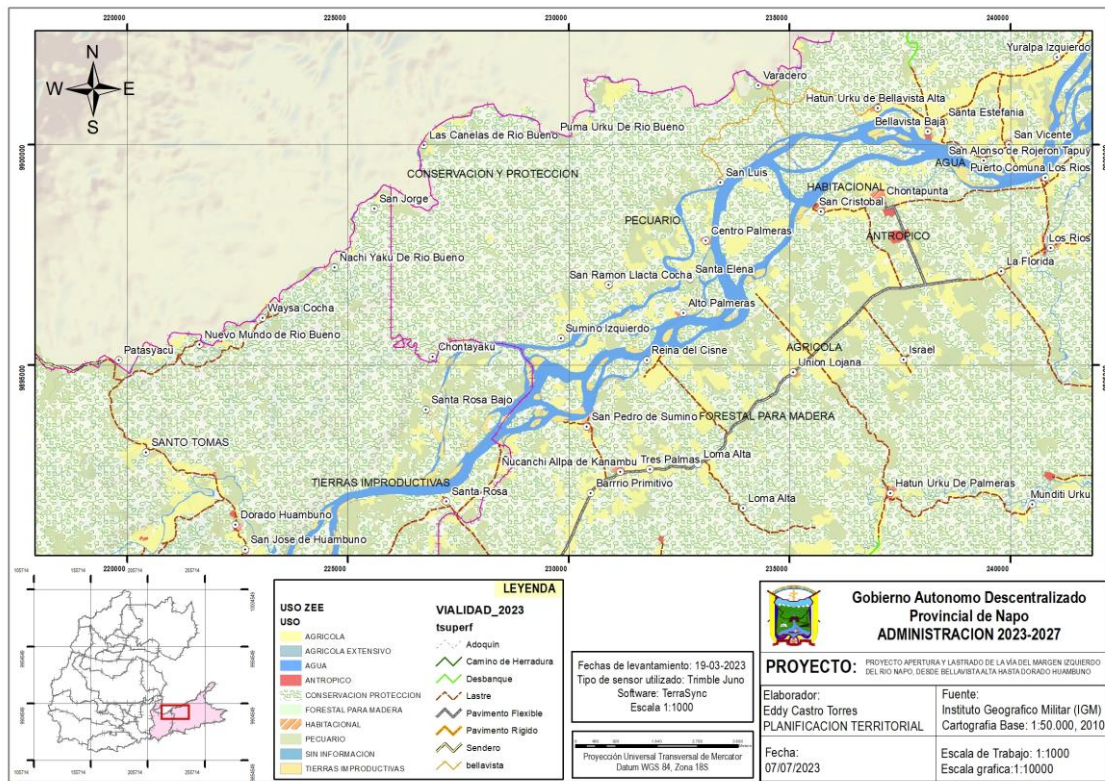 220000 225000 230000 235000 240000
N
W E
S
Yuralpa Izquierdo
Varacero
Hatun Urku de Bellavista Alta
Santa Estefania
Puma Urku De Rio Bueno
Bellavista Baja
Las Canelas de Rio Bueno
San Vicente
9900000
San Alonso de Rojeron Tapuy
AGUA
CONSERVACION Y PROTECCION
San Luis
Puerto Comuna Los Rios
HABITACIONAL
Chontapunta
San Jorge
San Cristobal
PECUARIO
Centro Palmeras
ANTROPICO
Los Rios
Ñachi Yaku De Rio Bueno
Santa Elena
La Florida
San Ramon Llacta Cocha
Waysa Cocha
Alto Palmeras
Sumino Izquierdo
Nuevo Mundo de Rio Bueno
AGRICOLA
Patasyacu
Chontayaku
Reina del Cisne
Israel
9895000
Union Lojana
Santa Rosa Bajo
San Pedro de Sumino
FORESTAL PARA MADERA
SANTO TOMAS
Loma Alta
Ñucanchi Allpa de Kanambu
Tres Palmas
TIERRAS IMPRODUCTIVAS
Barrrio Primitivo
Hatun Urku De Palmeras
Santa Rosa
Loma Alta
Munditi Urku
Dorado Huambuno
San Jose de Huambuno
220000 225000 230000 235000 240000
LEYENDA
USO ZEE
USO
AGRICOLA
AGRICOLA EXTENSIVO
AGUA
ANTROPICO
CONSERVACION PROTECCION
FORESTAL PARA MADERA
HABITACIONAL
PECUARIO
SIN INFORMACION
TIERRAS IMPRODUCTIVAS
VIALIDAD_2023
tsuperf
Adoquin
Camino de Herradura
Desbanque
Lastre
Pavimento Flexible
Pavimento Rigido
Sendero
bellavista
Fechas de levantamiento: 19-03-2023
Tipo de sensor utilizado: Trimble Juno
Software: TerraSync
Escala 1:1000
Proyección Universal Transversal de Mercator
Datum WGS 84, Zona 18S
Gobierno Autonomo Descentralizado
Provincial de Napo
ADMINISTRACION 2023-2027
PROYECTO: PROYECTO APERTURA Y LASTRADO DE LA VÍA DEL MARGEN IZQUIERDO
DEL RIO NAPO, DESDE BELLAVISTA ALTA HASTA DORADO HUAMBUNO
Elaborador:
Eddy Castro Torres
PLANIFICACION TERRITORIAL
Fuente:
Instituto Geografico Militar (IGM)
Cartografia Base: 1:50.000, 2010
Fecha:
07/07/2023
Escala de Trabajo: 1:1000
Escala grafica:1:10000